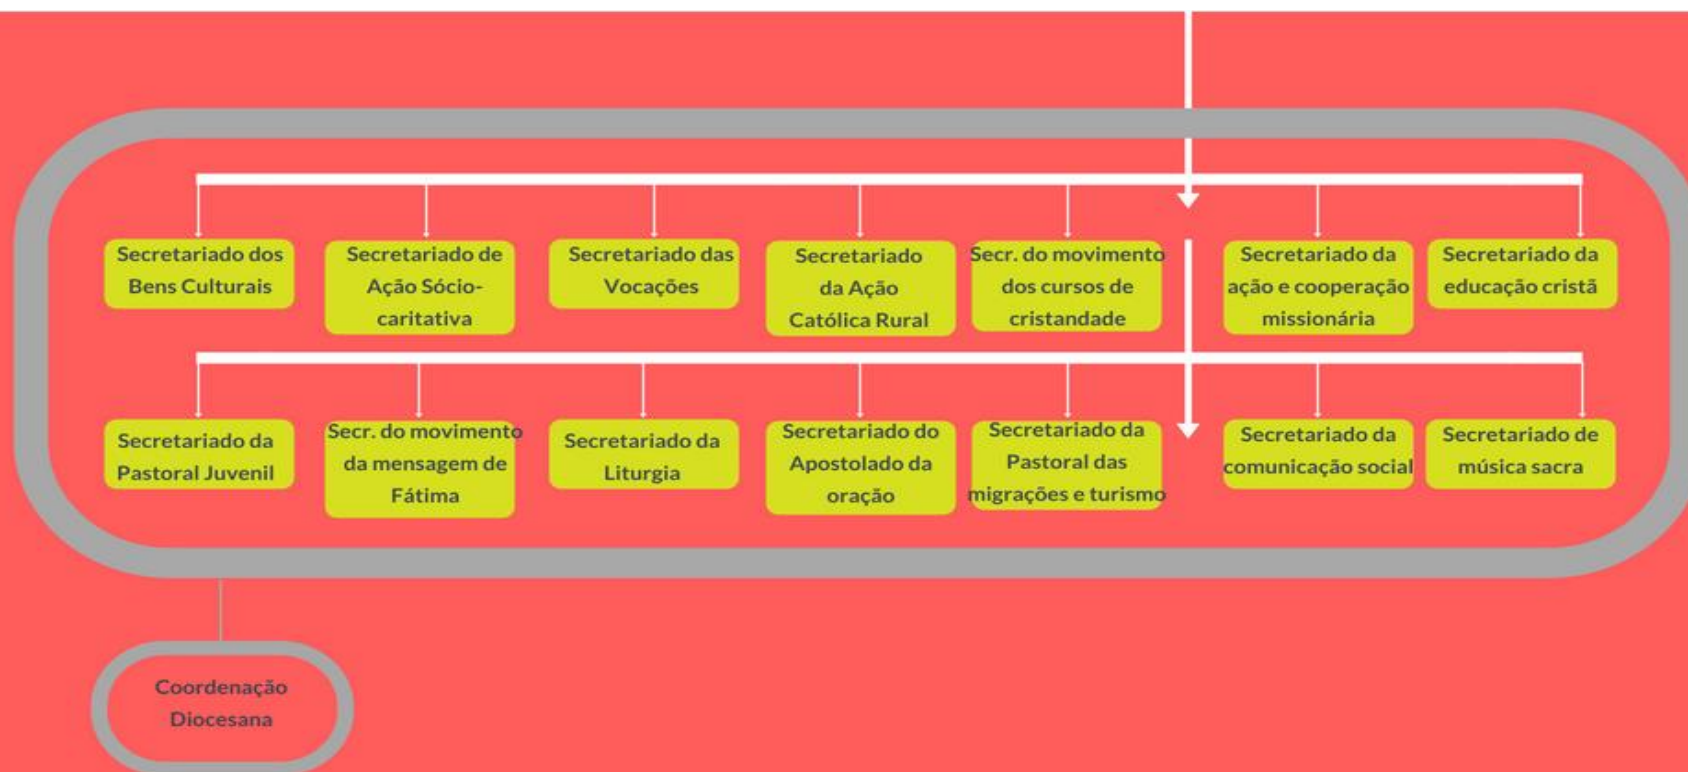 Secretariado dos
Bens Culturais
Secretariado de
Ação Sócio-
caritativa
Secretariado das
Vocações
Secretariado
da Ação
Católica Rural
Secr. do movimento
dos cursos de
cristandade
Secretariado da
ação e cooperação
missionária
Secretariado da
educação cristã
Secretariado da
Pastoral Juvenil
Secr. do movimento
da mensagem de
Fátima
Secretariado da
Liturgia
Secretariado do
Apostolado da
oração
Secretariado da
Pastoral das
migrações e turismo
Secretariado da
comunicação social
Secretariado de
música sacra
Coordenação
Diocesana